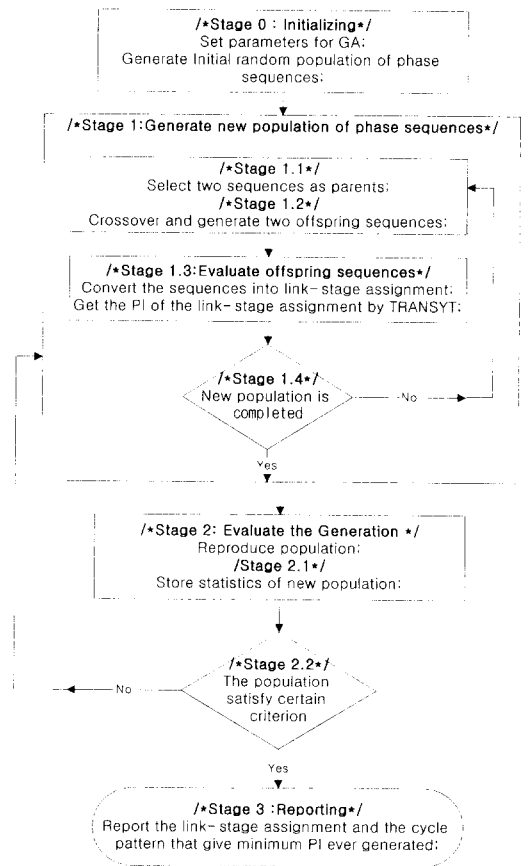 /*Stage 0 : Initializing*/
Set parameters for GA;
Generate Initial random population of phase
sequences;
/*Stage 1:Generate new population of phase sequences*/
/*Stage 1.1*/
Select two sequences as parents;
/*Stage 1.2*/
Crossover and generate two offspring sequences;
/*Stage 1.3:Evaluate offspring sequences*/
Convert the sequences into link-stage assignment;
Get the PI of the link-stage assignment by TRANSYT;
/*Stage 1.4*/
New population is
completed
No
Yes
/*Stage 2: Evaluate the Generation */
Reproduce population;
/Stage 2.1*/
Store statistics of new population;
/*Stage 2.2*/
The population
satisfy certain
criterion
No
Yes
/*Stage 3 :Reporting*/
Report the link-stage assignment and the cycle
pattern that give minimum PI ever generated;